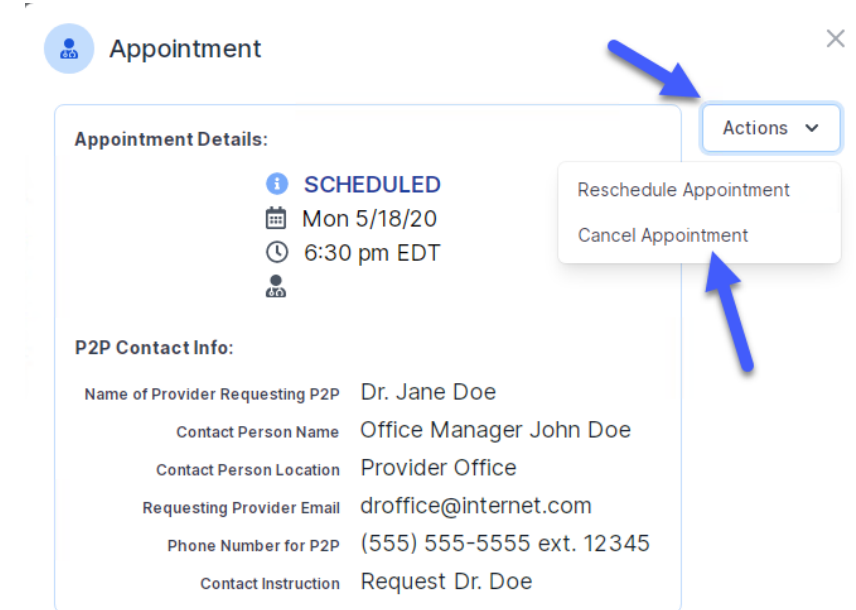 Appointment
Actions
Appointment Details:
SCHEDULED
Mon 5/18/20
6:30 pm EDT
Reschedule Appointment
Cancel Appointment
P2P Contact Info:
Name of Provider Requesting P2P Dr. Jane Doe
Contact Person Name Office Manager John Doe
Contact Person Location Provider Office
Requesting Provider Email droffice@internet.com
Phone Number for P2P (555) 555-5555 ext. 12345
Contact Instruction Request Dr. Doe